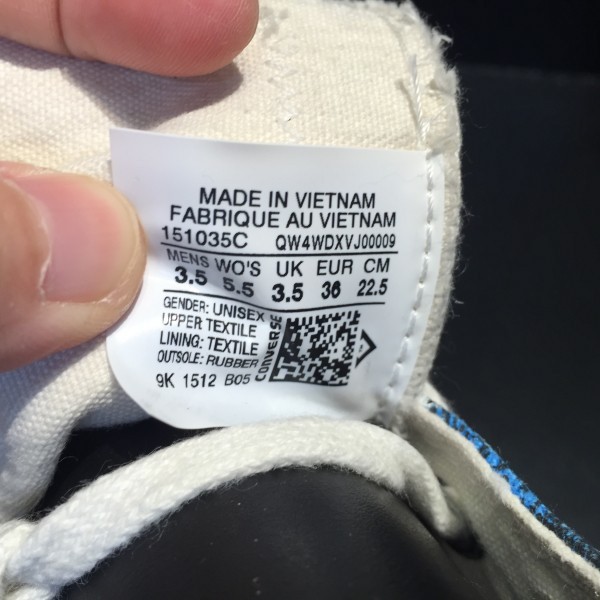 MADE IN VIETNAM
FABRIQUE AU VIETNAM
151035C QW4WDXVJ00009
MENS WO'S UK EUR CM
3.5 5.5 3.5 36 22.5
GENDER: UNISEX
UPPER TEXTILE
LINING: TEXTILE
OUTSOLE: RUBBER
CONVERSE
9K 1512 B05